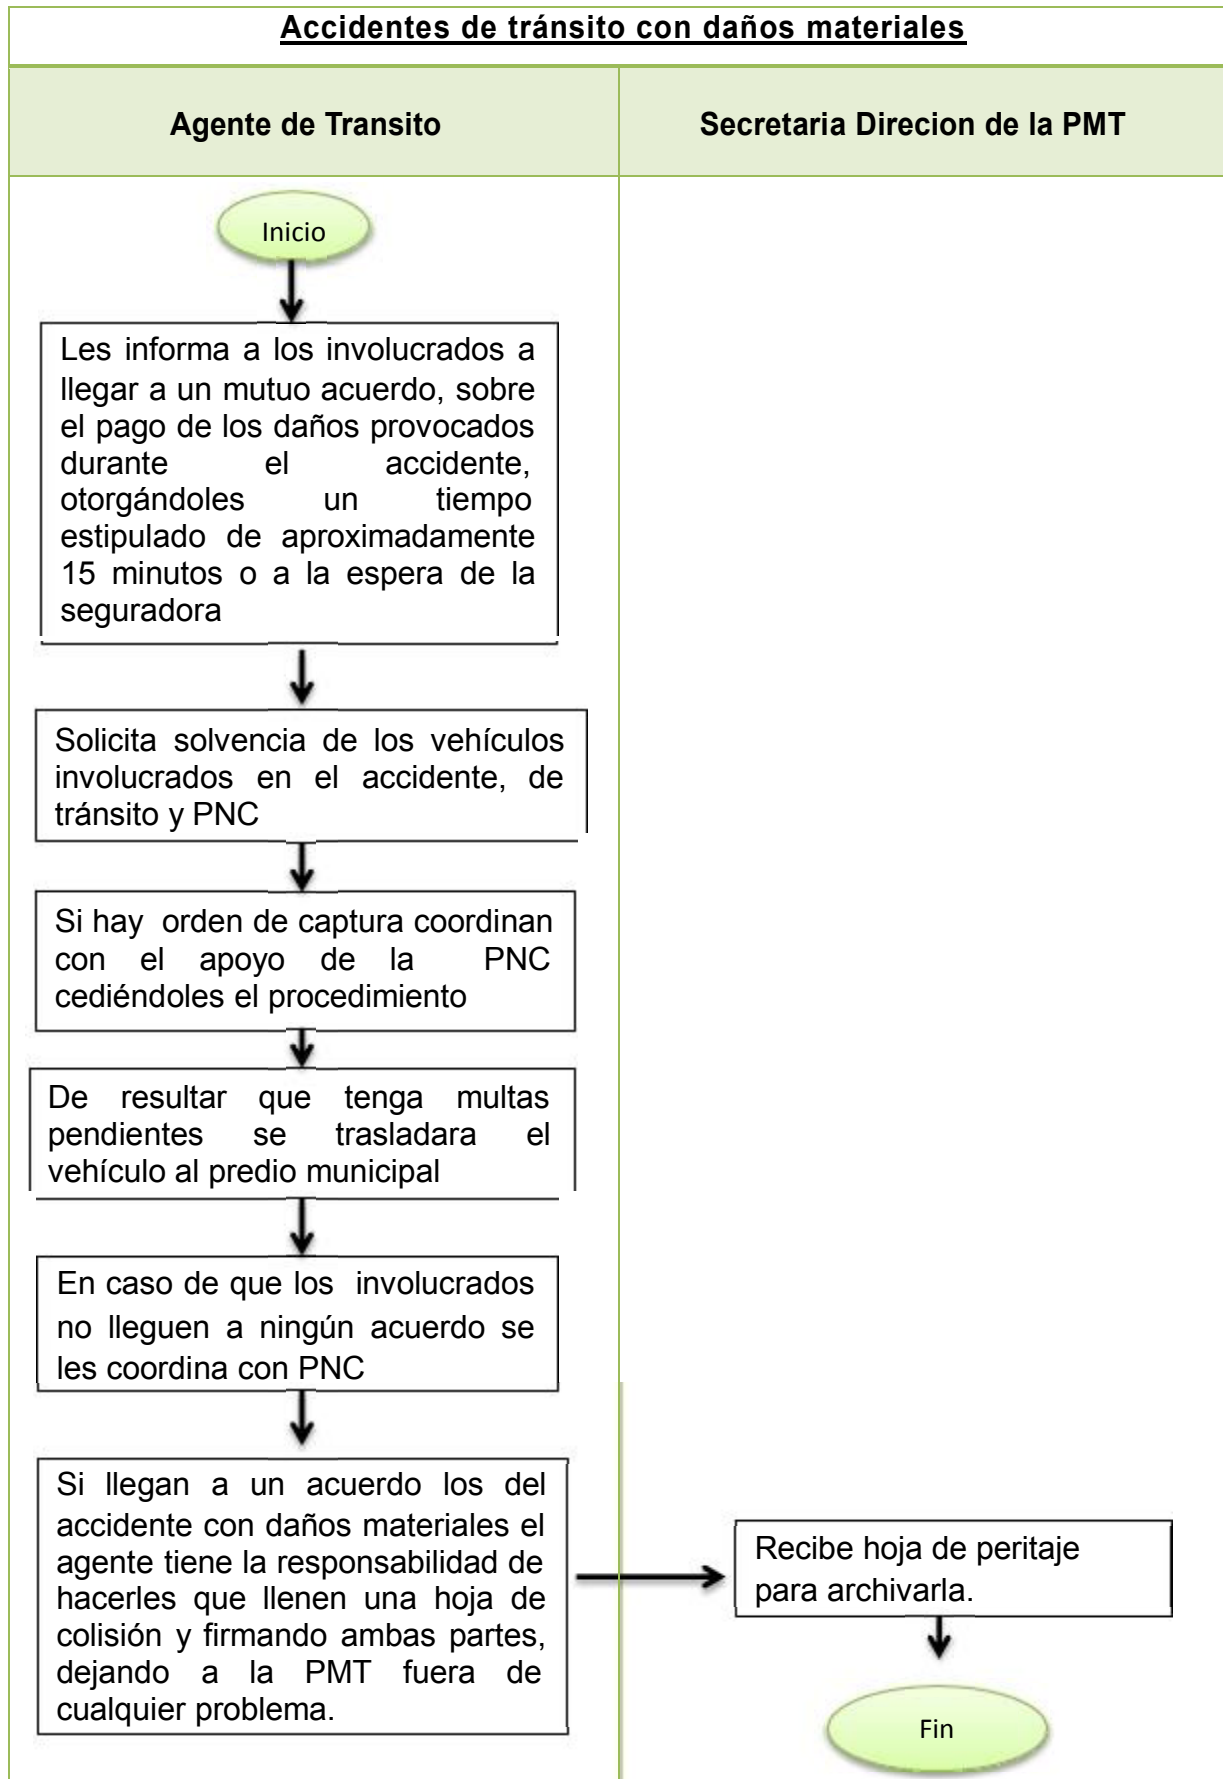 Accidentes de tránsito con daños materiales
Agente de Transito
Secretaria Direcion de la PMT
Inicio
Les informa a los involucrados a
llegar a un mutuo acuerdo, sobre
el pago de los daños provocados
durante el accidente,
otorgándoles un tiempo
estipulado de aproximadamente
15 minutos o a la espera de la
seguradora
Solicita solvencia de los vehículos
involucrados en el accidente, de
tránsito y PNC
Si hay orden de captura coordinan
con el apoyo de la PNC
cediéndoles el procedimiento
De resultar que tenga multas
pendientes se trasladara el
vehículo al predio municipal
En caso de que los involucrados
no lleguen a ningún acuerdo se
les coordina con PNC
Si llegan a un acuerdo los del
accidente con daños materiales el
agente tiene la responsabilidad de
hacerles que llenen una hoja de
colisión y firmando ambas partes,
dejando a la PMT fuera de
cualquier problema.
Recibe hoja de peritaje
para archivarla.
Fin